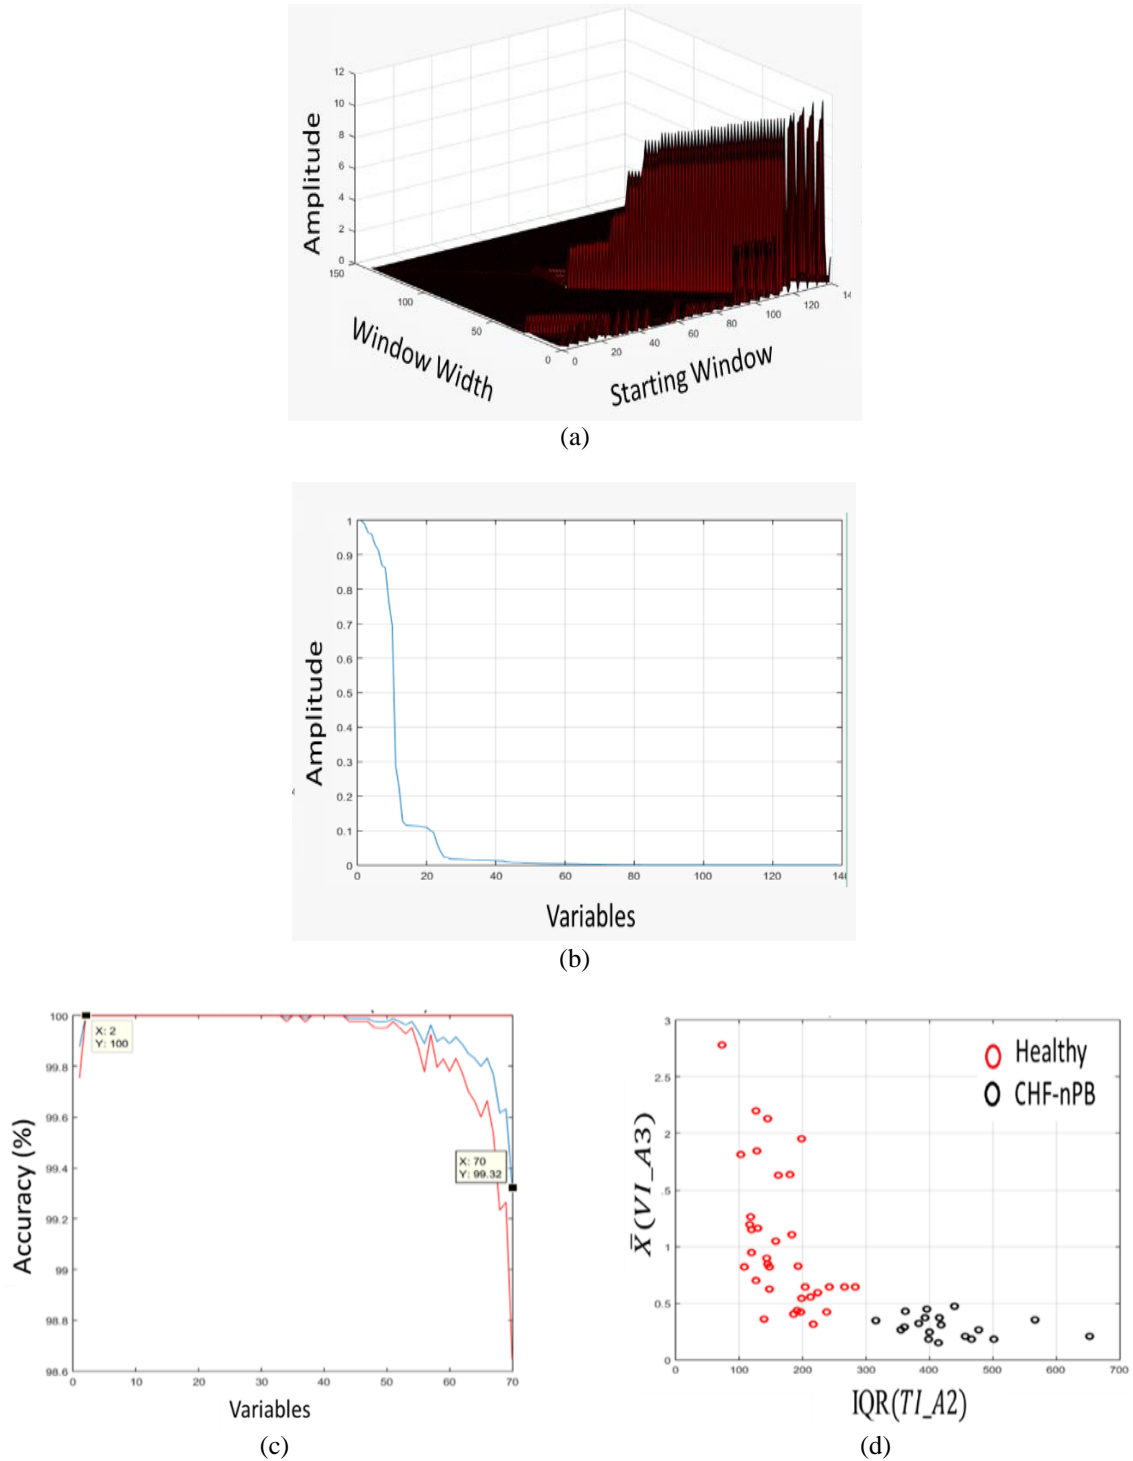 12
10
8
6
4
2
0
Amplitude
150
100
50
0
Window Width
0
20
40
60
80
100
120
14
Starting Window
(a)
1
0.9
0.8
0.7
0.6
0.5
0.4
0.3
0.2
0.1
0
Amplitude
0 20 40 60 80 100 120 140
Variables
(b)
100
99.8
99.6
99.4
99.2
99
98.8
98.6
Accuracy (%)
X: 2
Y: 100
X: 70
Y: 99.32
0 10 20 30 40 50 60 70
Variables
(c)
3
2.5
2
.5
1
0.5
0
X̅(VI_A3)
Healthy
CHF-nPB
0 100 200 300 400 500 600 700
IQR(TI_A2)
(d)